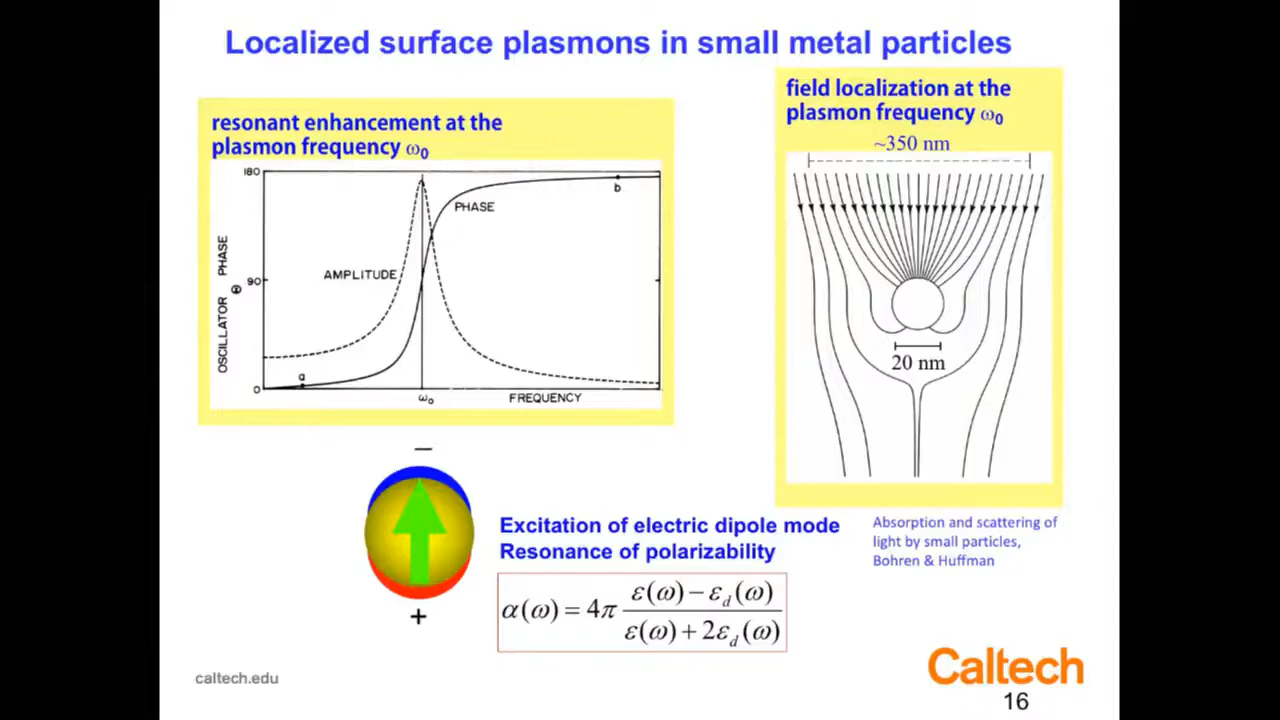 Localized surface plasmons in small metal particles
resonant enhancement at the
plasmon frequency ω₀
180
PHASE
b
AMPLITUDE
90
OSCILLATOR PHASE
Θ
a
0
ω₀
FREQUENCY
field localization at the
plasmon frequency ω₀
~350 nm
20 nm
−
+
Excitation of electric dipole mode
Resonance of polarizability
α(ω) = 4π (ε(ω) − ε_d(ω)) / (ε(ω) + 2ε_d(ω))
Absorption and scattering of
light by small particles,
Bohren & Huffman
caltech.edu
Caltech
16